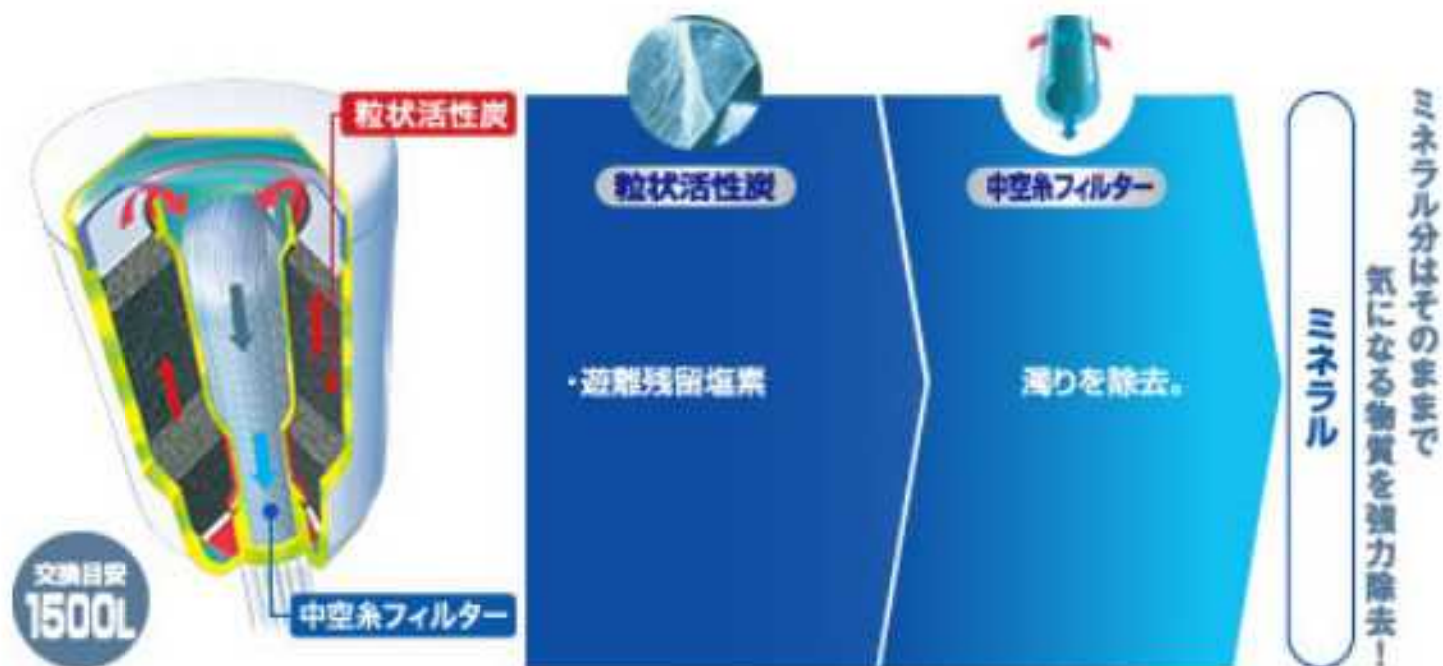 粒状活性炭
中空糸フィルター
交換目安
1500L
粒状活性炭
・遊離残留塩素
中空糸フィルター
濁りを除去。
ミネラル
ミネラル分はそのままで
気になる物質を強力除去!